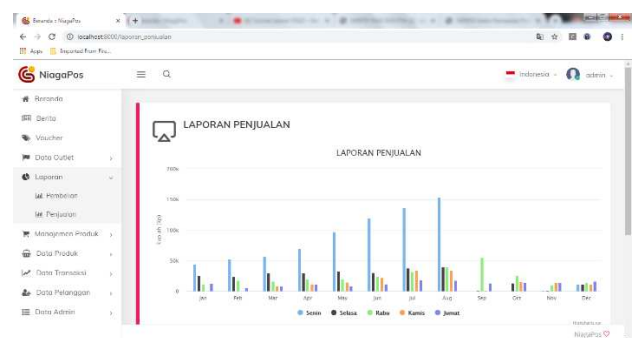 Beranda - NiagaPos
localhost:8000/laporan_penjualan
Apps
Imported From Fire...
NiagaPos
Indonesia
admin
Beranda
Berita
Voucher
Data Outlet
Laporan
Pembelian
Penjualan
Manajemen Produk
Data Produk
Data Transaksi
Data Pelanggan
Data Admin
LAPORAN PENJUALAN
LAPORAN PENJUALAN
200k
150k
100k
50k
0
Jan Feb Mar Apr May Jun Jul Aug Sep Oct Nov Dec
Senin Selasa Rabu Kamis Jumat
NiagaPos